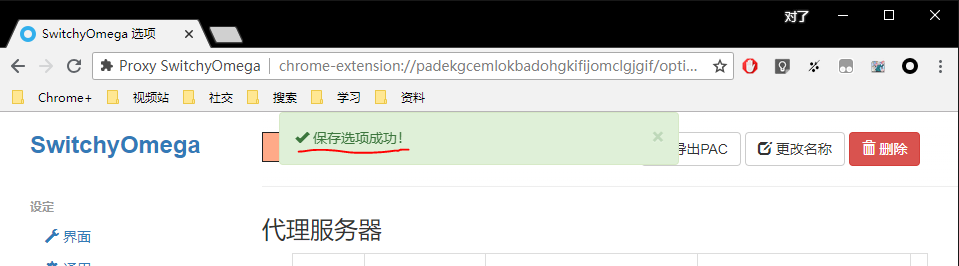 对了
SwitchyOmega 选项
Proxy SwitchyOmega | chrome-extension://padekgcemlokbadohgkifijomclgjgif/opti...
Chrome+ 视频站 社交 搜索 学习 资料
SwitchyOmega
保存选项成功!
导出PAC 更改名称 删除
设定
代理服务器
界面
通用